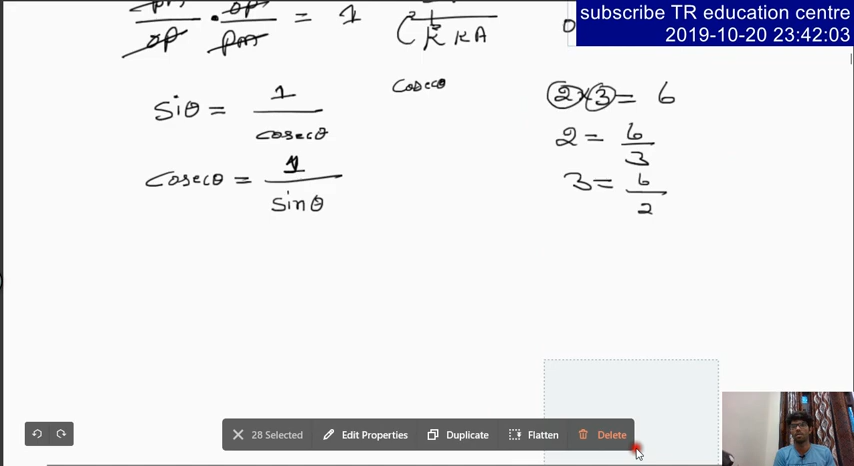 subscribe TR education centre
2019-10-20 23:42:03
= 1
KA
cosecθ
Siθ = 1/cosecθ
cosecθ = 1/sinθ
2×3 = 6
2 = 6/3
3 = 6/2
28 Selected Edit Properties Duplicate Flatten Delete